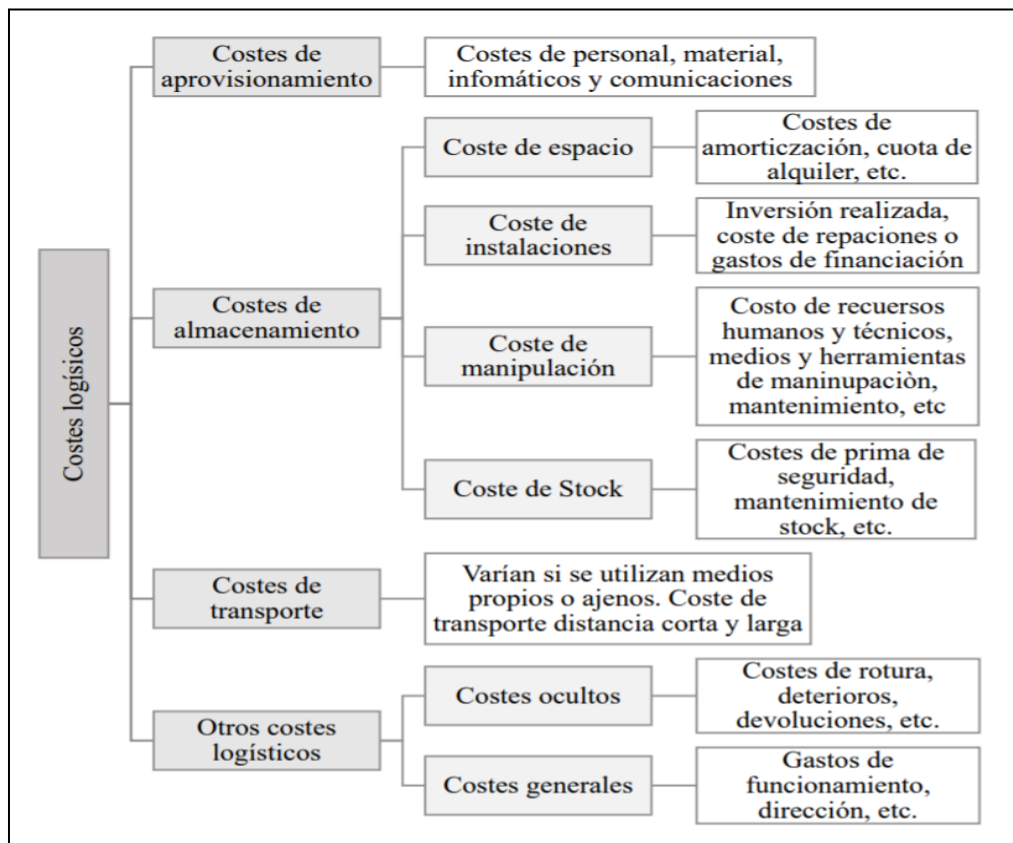 Costes logísicos
Costes de
aprovisionamiento
Costes de personal, material,
infomáticos y comunicaciones
Costes de
almacenamiento
Coste de espacio
Costes de
amorticzación, cuota de
alquiler, etc.
Coste de
instalaciones
Inversión realizada,
coste de repaciones o
gastos de financiación
Coste de
manipulación
Costo de recuersos
humanos y técnicos,
medios y herramientas
de maninupaciòn,
mantenimiento, etc
Coste de Stock
Costes de prima de
seguridad,
mantenimiento de
stock, etc.
Costes de
transporte
Varían si se utilizan medios
propios o ajenos. Coste de
transporte distancia corta y larga
Otros costes
logísticos
Costes ocultos
Costes de rotura,
deterioros,
devoluciones, etc.
Costes generales
Gastos de
funcionamiento,
dirección, etc.